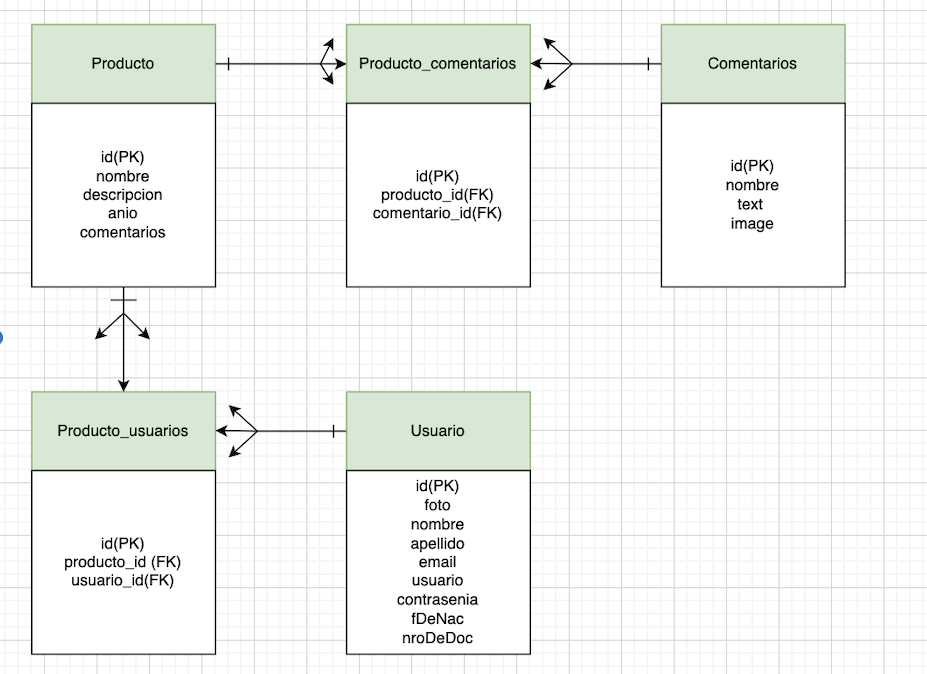 Producto
id(PK)
nombre
descripcion
anio
comentarios
Producto_comentarios
id(PK)
producto_id(FK)
comentario_id(FK)
Comentarios
id(PK)
nombre
text
image
Producto_usuarios
id(PK)
producto_id (FK)
usuario_id(FK)
Usuario
id(PK)
foto
nombre
apellido
email
usuario
contrasenia
fDeNac
nroDeDoc